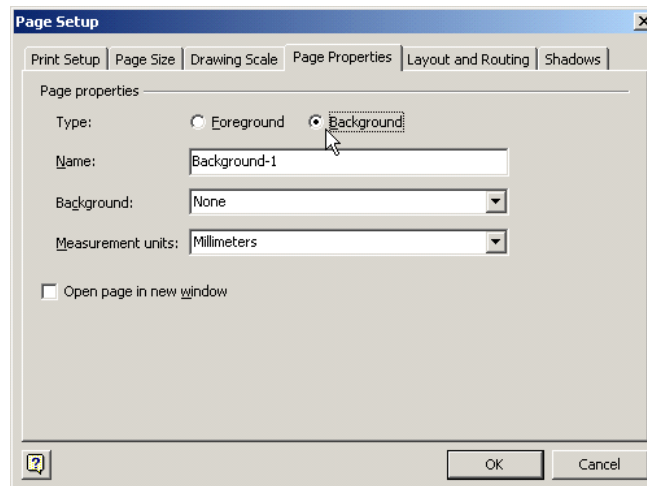 Page Setup
Print Setup Page Size Drawing Scale Page Properties Layout and Routing Shadows
Page properties
Type: Foreground Background
Name: Background-1
Background: None
Measurement units: Millimeters
Open page in new window
OK Cancel